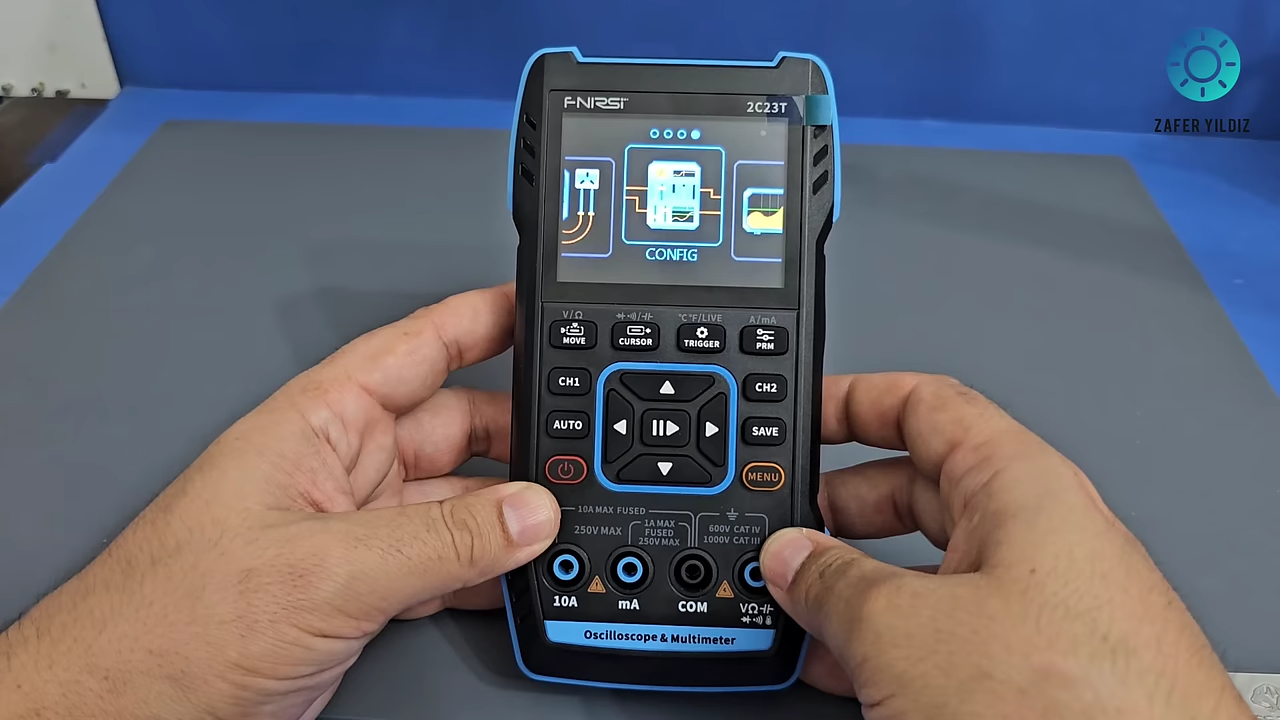 ZAFER YILDIZ
FNIRSI
2C23T
CONFIG
V/Ω
°C°F/LIVE
A/mA
MOVE
CURSOR
TRIGGER
PRM
CH1
CH2
AUTO
SAVE
MENU
10A MAX FUSED
250V MAX
1A MAX
FUSED
250V MAX
600V CAT IV
1000V CAT III
10A
mA
COM
VΩ
Oscilloscope & Multimeter